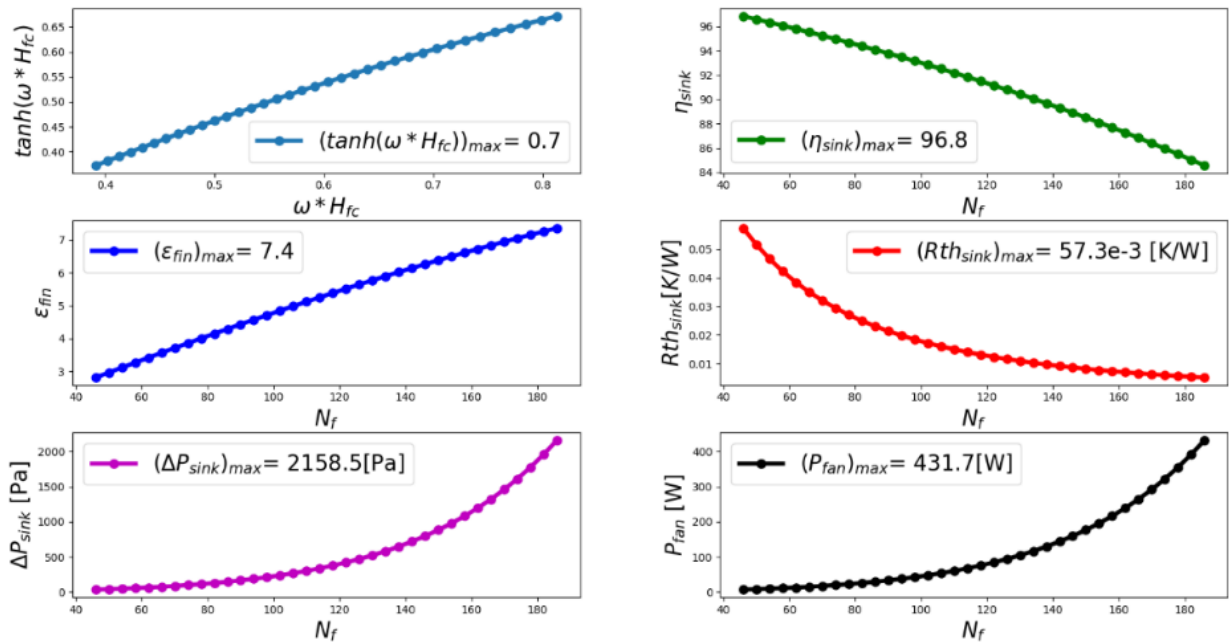 tanh(ω* H_fc)
0.65
0.60
0.55
0.50
0.45
0.40
(tanh(ω* H_fc))_max= 0.7
0.4 0.5 0.6 0.7 0.8
ω* H_fc
η_sink
96
94
92
90
88
86
84
(η_sink)_max= 96.8
40 60 80 100 120 140 160 180
N_f
ε_fin
7
6
5
4
3
(ε_fin)_max= 7.4
40 60 80 100 120 140 160 180
N_f
Rth_sink[K/W]
0.05
0.04
0.03
0.02
0.01
(Rth_sink)_max= 57.3e-3 [K/W]
40 60 80 100 120 140 160 180
N_f
ΔP_sink [Pa]
2000
1500
1000
500
0
(ΔP_sink)_max= 2158.5[Pa]
40 60 80 100 120 140 160 180
N_f
P_fan [W]
400
300
200
100
0
(P_fan)_max= 431.7[W]
40 60 80 100 120 140 160 180
N_f